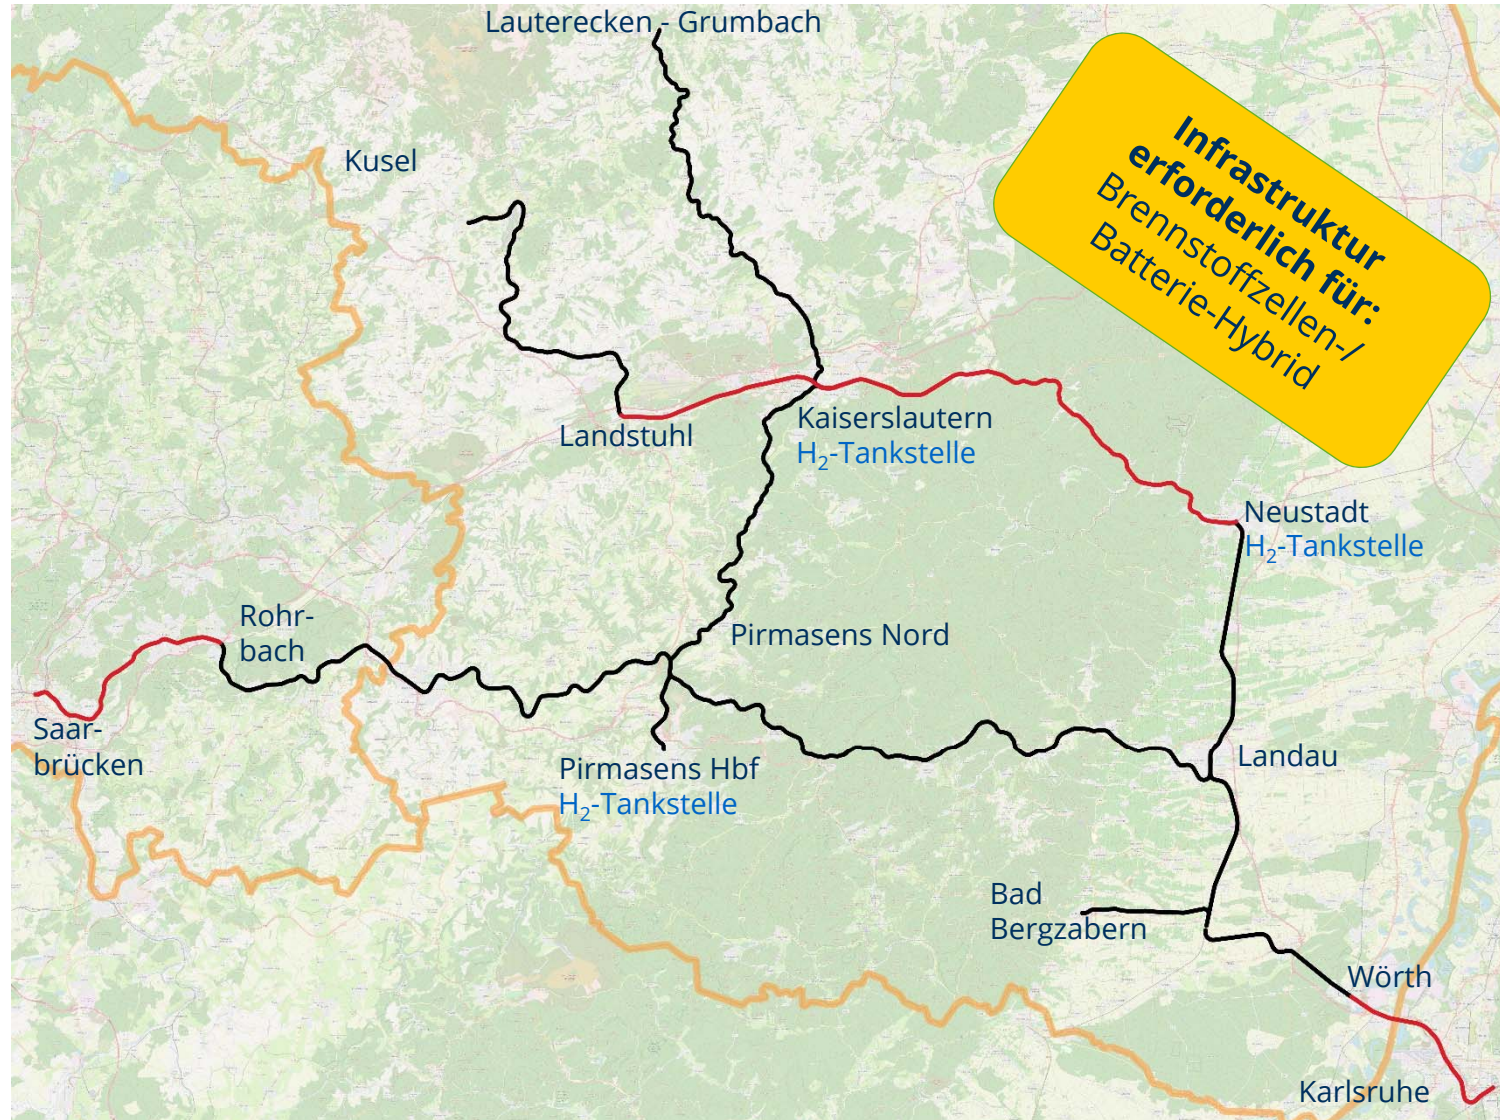 Lauterecken - Grumbach
Kusel
Infrastruktur
erforderlich für:
Brennstoffzellen-/
Batterie-Hybrid
Landstuhl
Kaiserslautern
H₂-Tankstelle
Neustadt
H₂-Tankstelle
Rohr-
bach
Pirmasens Nord
Saar-
brücken
Pirmasens Hbf
H₂-Tankstelle
Landau
Bad
Bergzabern
Wörth
Karlsruhe